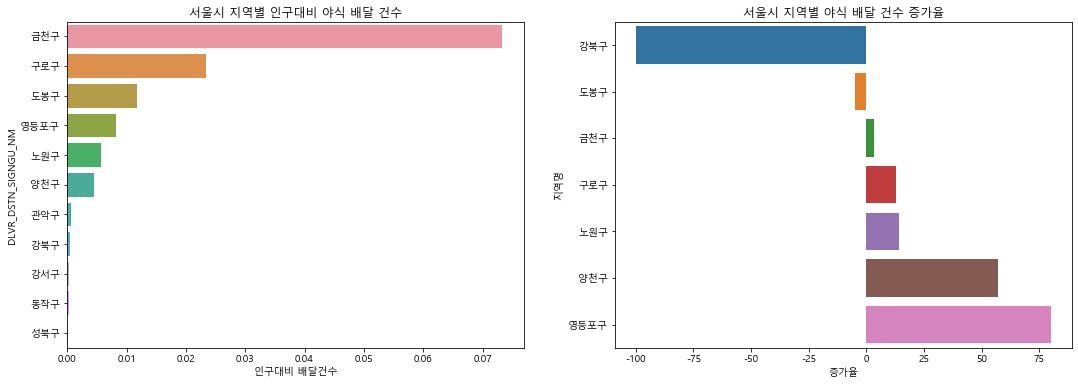 서울시 지역별 인구대비 야식 배달 건수
DLVR_DSTN_SIGNGU_NM
금천구
구로구
도봉구
영등포구
노원구
양천구
관악구
강북구
강서구
동작구
성북구
0.00 0.01 0.02 0.03 0.04 0.05 0.06 0.07
인구대비 배달건수
서울시 지역별 야식 배달 건수 증가율
지역명
강북구
도봉구
금천구
구로구
노원구
양천구
영등포구
-100 -75 -50 -25 0 25 50 75
증가율